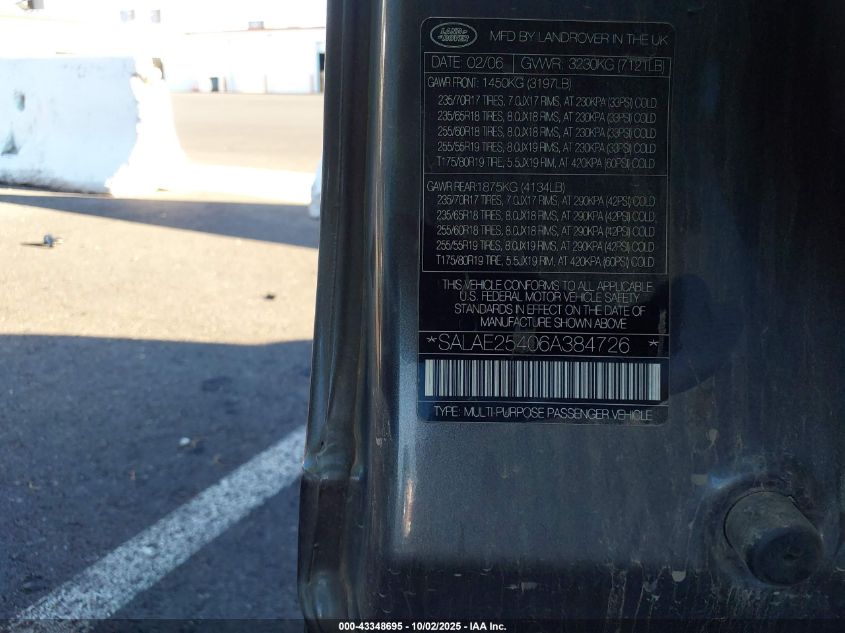 LAND ROVER
MFD BY LANDROVER IN THE UK
DATE: 02/06 GVWR: 3230KG (7121LB)
GAWR FRONT: 1450KG (3197LB)
235/70R17 TIRES, 7.0JX17 RIMS, AT 230KPA (33PSI) COLD
235/65R18 TIRES, 8.0JX18 RIMS, AT 230KPA (33PSI) COLD
255/60R18 TIRES, 8.0JX18 RIMS, AT 230KPA (33PSI) COLD
255/55R19 TIRES, 8.0JX19 RIMS, AT 230KPA (33PSI) COLD
T175/80R19 TIRE, 5.5JX19 RIM, AT 420KPA (60PSI) COLD
GAWR REAR: 1875KG (4134LB)
235/70R17 TIRES, 7.0JX17 RIMS, AT 290KPA (42PSI) COLD
235/65R18 TIRES, 8.0JX18 RIMS, AT 290KPA (42PSI) COLD
255/60R18 TIRES, 8.0JX18 RIMS, AT 290KPA (42PSI) COLD
255/55R19 TIRES, 8.0JX19 RIMS, AT 290KPA (42PSI) COLD
T175/80R19 TIRE, 5.5JX19 RIM, AT 420KPA (60PSI) COLD
THIS VEHICLE CONFORMS TO ALL APPLICABLE
U.S. FEDERAL MOTOR VEHICLE SAFETY
STANDARDS IN EFFECT ON THE DATE OF
MANUFACTURE SHOWN ABOVE
*SALAE25406A384726 *
TYPE: MULTI-PURPOSE PASSENGER VEHICLE
000-43348695 - 10/02/2025 - IAA Inc.